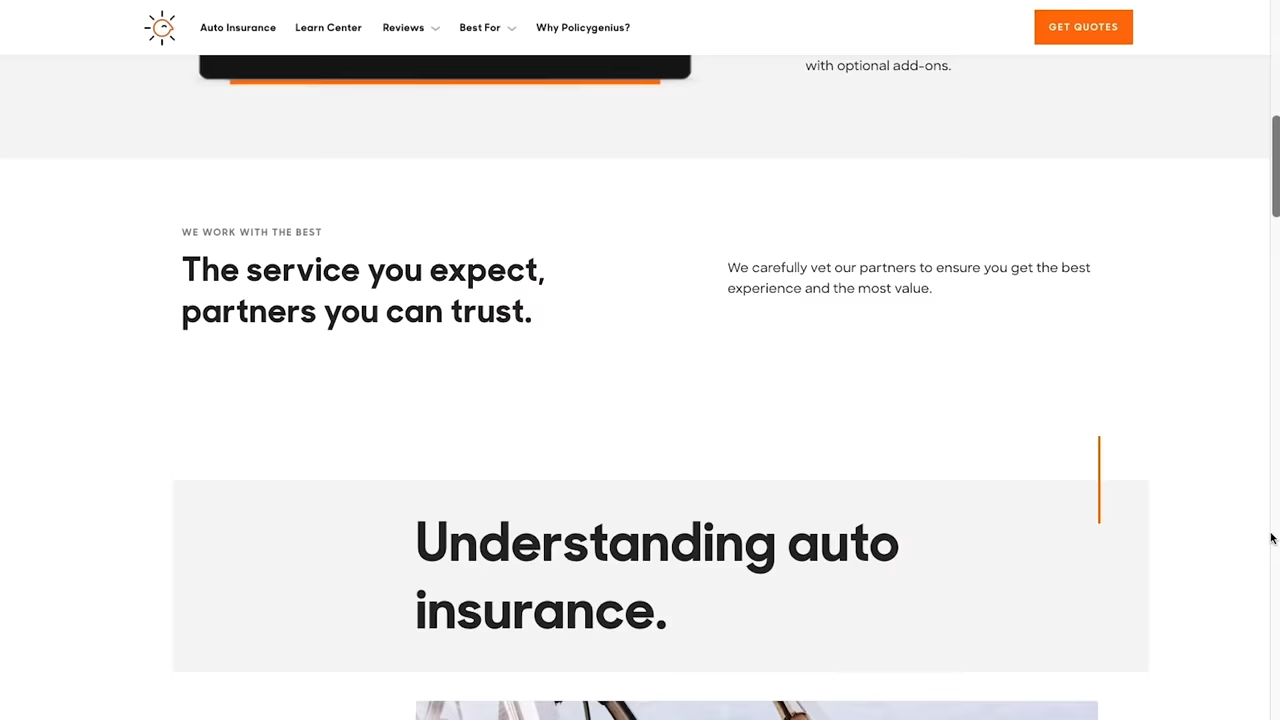 Auto Insurance Learn Center Reviews Best For Why Policygenius? GET QUOTES
with optional add-ons.
WE WORK WITH THE BEST
The service you expect,
partners you can trust.
We carefully vet our partners to ensure you get the best
experience and the most value.
Understanding auto
insurance.